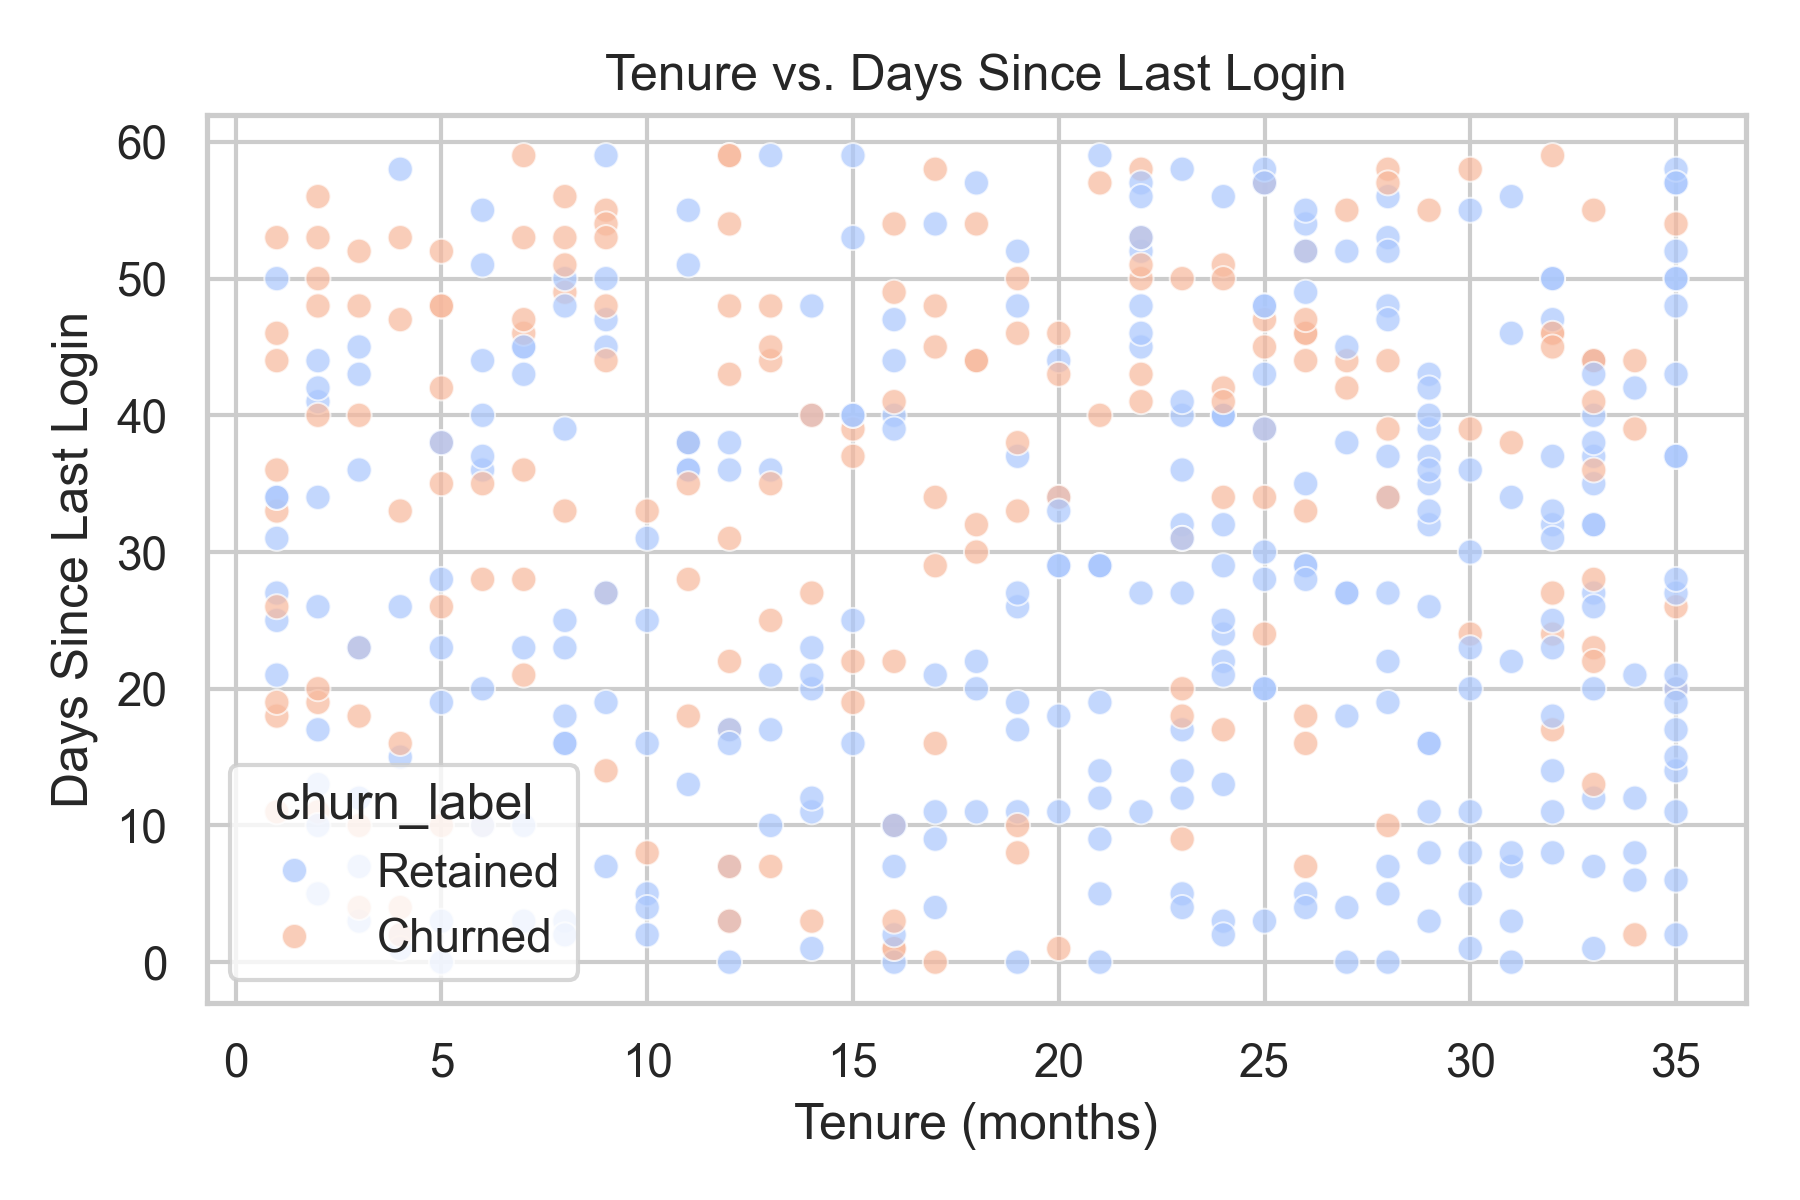 Tenure vs. Days Since Last Login
60
50
40
30
20
10
0
Days Since Last Login
churn_label
Retained
Churned
0 5 10 15 20 25 30 35
Tenure (months)